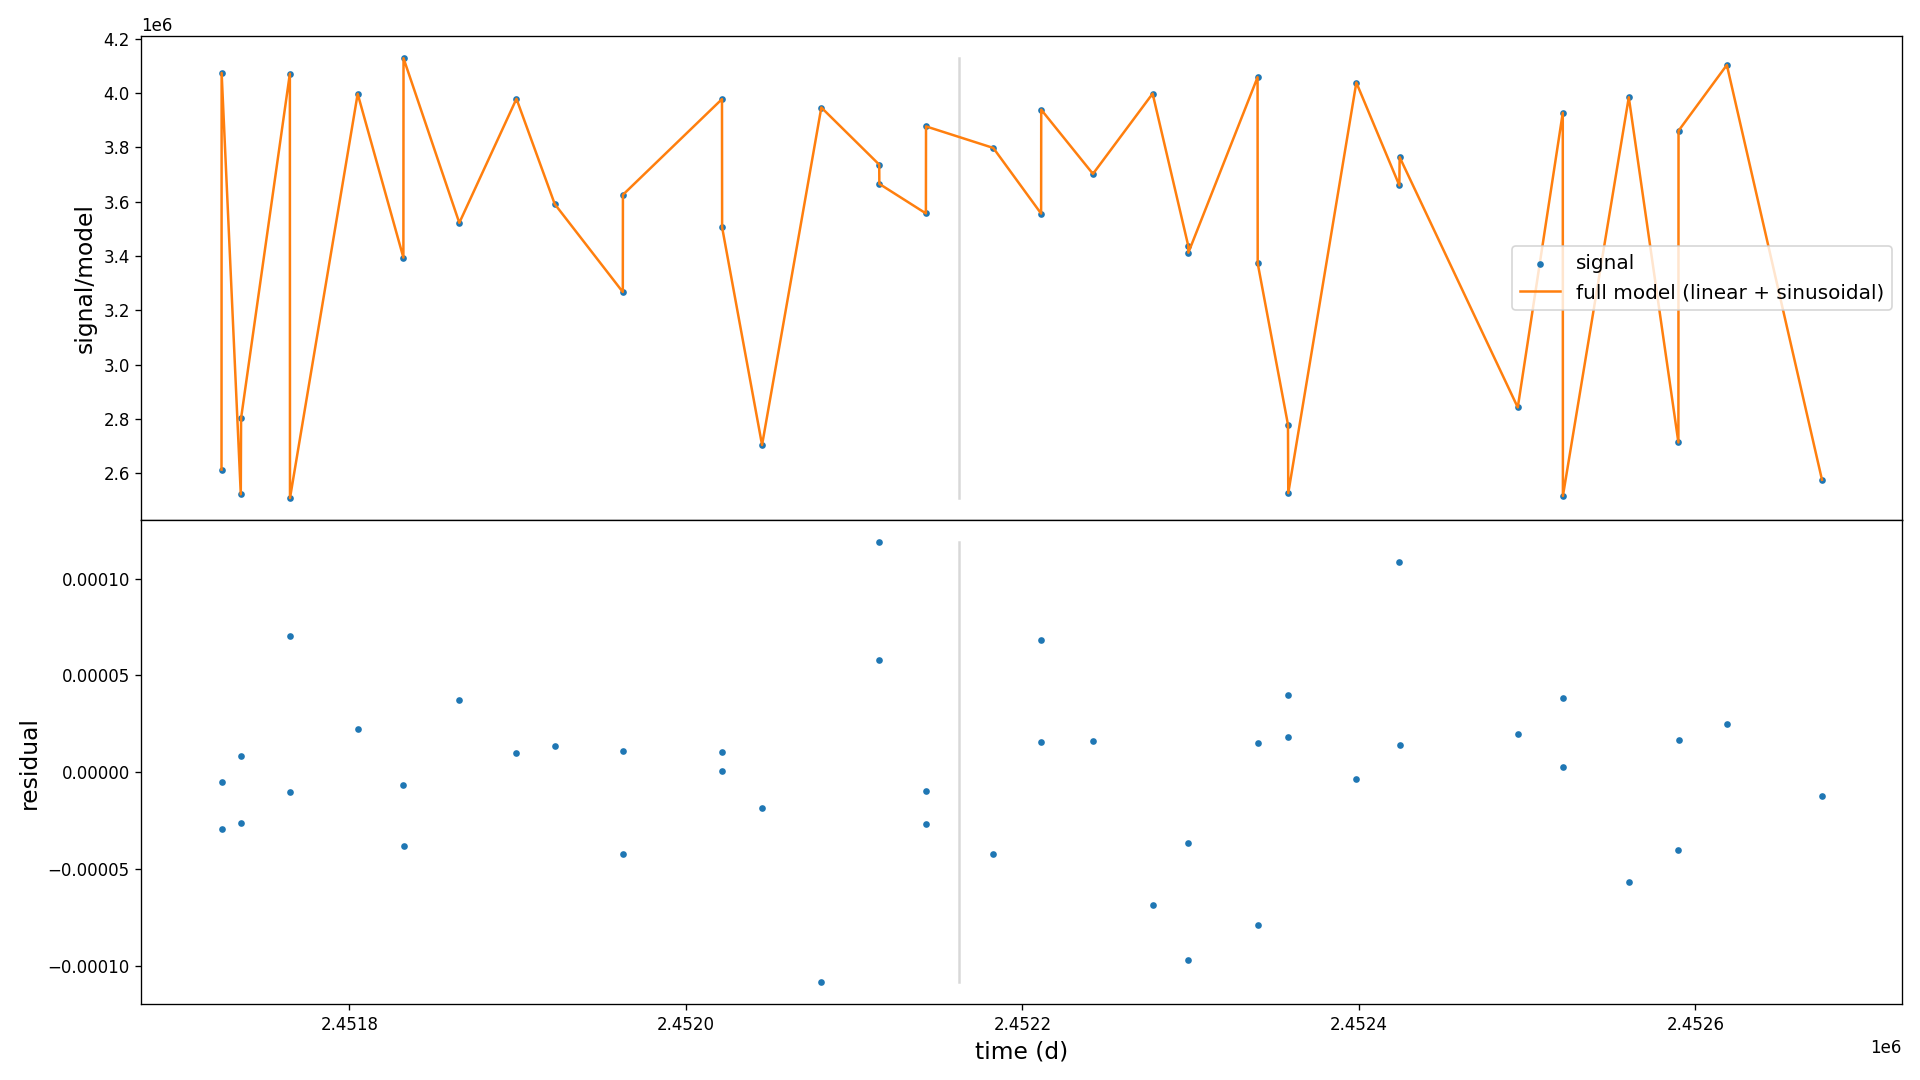 1e6
4.2
4.0
3.8
3.6
3.4
3.2
3.0
2.8
2.6
signal/model
signal
full model (linear + sinusoidal)
0.00010
0.00005
0.00000
−0.00005
−0.00010
residual
2.4518 2.4520 2.4522 2.4524 2.4526
time (d)
1e6